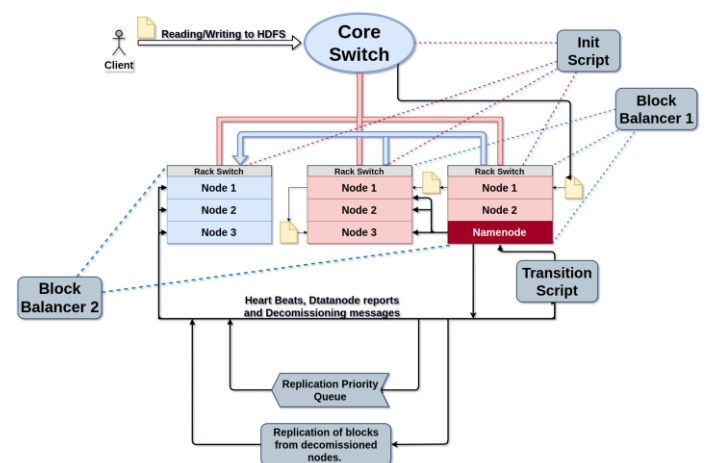 Reading/Writing to HDFS
Client
Core
Switch
Init
Script
Block
Balancer 1
Rack Switch
Node 1
Node 2
Node 3
Rack Switch
Node 1
Node 2
Node 3
Rack Switch
Node 1
Node 2
Namenode
Transition
Script
Block
Balancer 2
Heart Beats, Dtatanode reports
and Decomissioning messages
Replication Priority
Queue
Replication of blocks
from decomissioned
nodes.